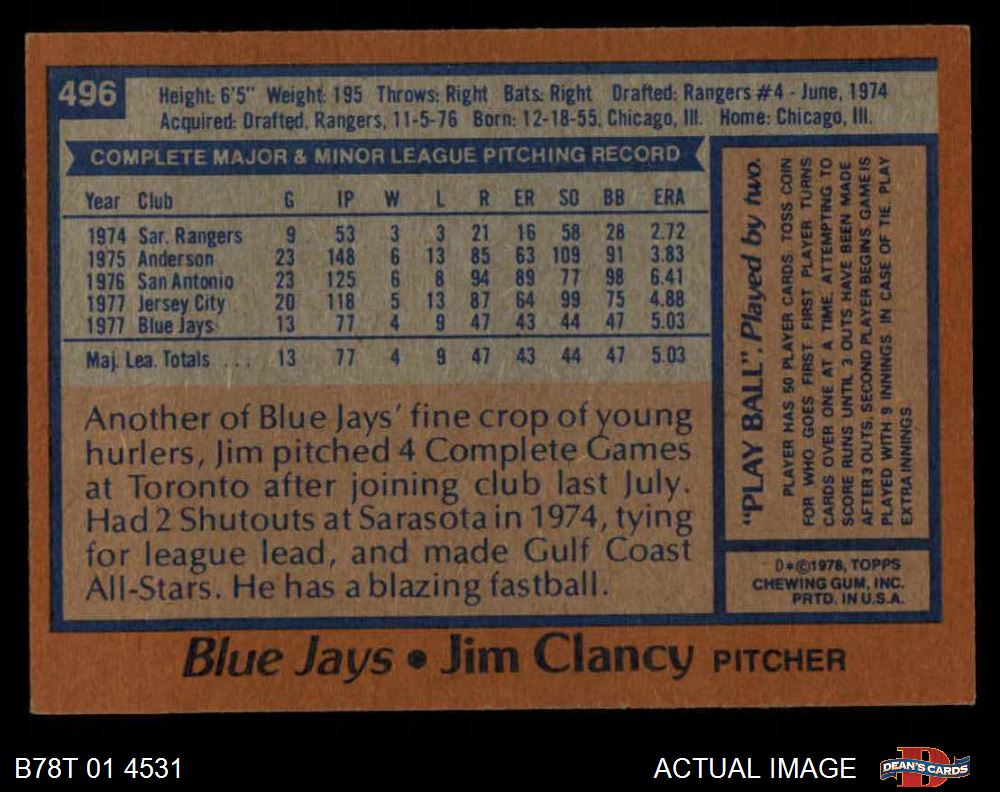 496
Height: 6'5" Weight: 195 Throws: Right Bats: Right Drafted: Rangers #4 - June, 1974
Acquired: Drafted, Rangers, 11-5-76 Born: 12-18-55, Chicago, Ill. Home: Chicago, Ill.
COMPLETE MAJOR & MINOR LEAGUE PITCHING RECORD
Year Club G IP W L R ER SO BB ERA
1974 Sar. Rangers 9 53 3 3 21 16 58 28 2.72
1975 Anderson 23 148 6 13 85 63 109 91 3.83
1976 San Antonio 23 125 6 8 94 89 77 98 6.41
1977 Jersey City 20 118 5 13 87 64 99 75 4.88
1977 Blue Jays 13 77 4 9 47 43 44 47 5.03
Maj. Lea. Totals ... 13 77 4 9 47 43 44 47 5.03
Another of Blue Jays' fine crop of young
hurlers, Jim pitched 4 Complete Games
at Toronto after joining club last July.
Had 2 Shutouts at Sarasota in 1974, tying
for league lead, and made Gulf Coast
All-Stars. He has a blazing fastball.
"PLAY BALL". Played by two.
PLAYER HAS 50 PLAYER CARDS. TOSS COIN
FOR WHO GOES FIRST. FIRST PLAYER TURNS
CARDS OVER ONE AT A TIME, ATTEMPTING TO
SCORE RUNS UNTIL 3 OUTS HAVE BEEN MADE
AFTER 3 OUTS, SECOND PLAYER BEGINS. GAME IS
PLAYED WITH 9 INNINGS. IN CASE OF TIE, PLAY
EXTRA INNINGS
D*©1978, TOPPS
CHEWING GUM, INC.
PRTD. IN U.S.A.
Blue Jays • Jim Clancy PITCHER
B78T 01 4531
ACTUAL IMAGE
D
DEAN'S CARDS